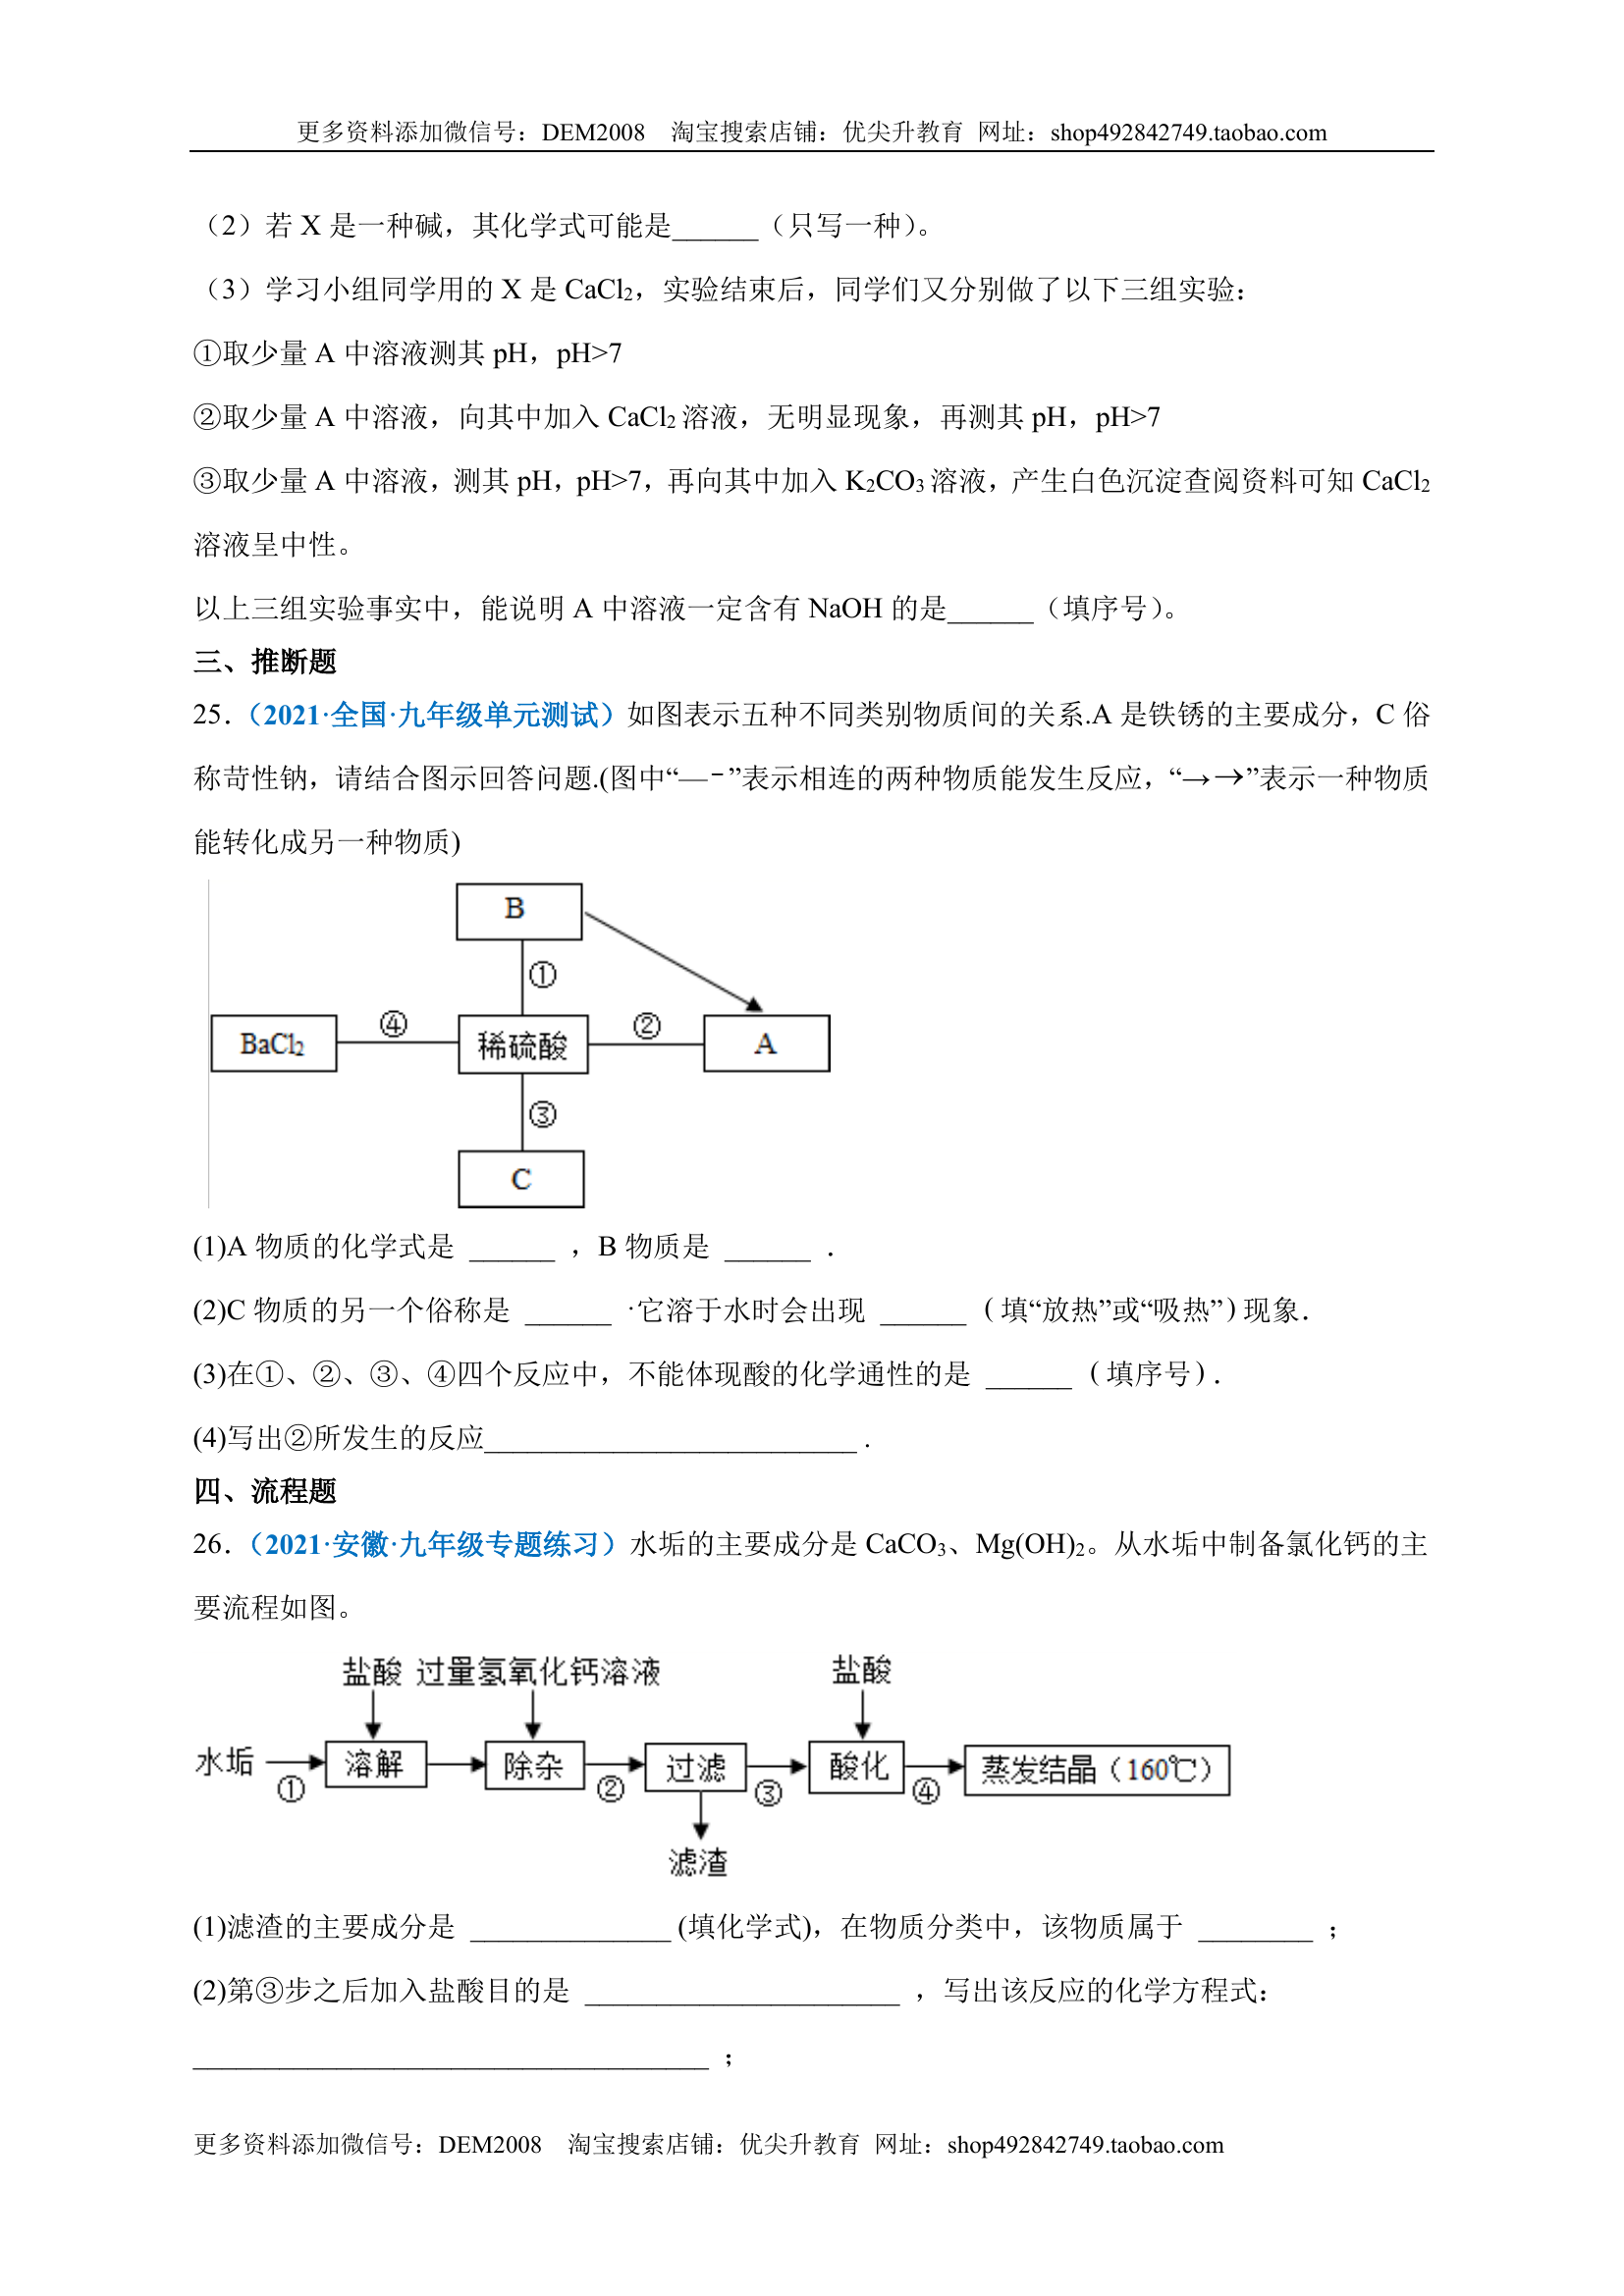 更多资料添加微信号：DEM2008 淘宝搜索店铺：优尖升教育 网址：shop492842749.taobao.com
（2）若 X 是一种碱，其化学式可能是______（只写一种）。
（3）学习小组同学用的 X 是 CaCl₂，实验结束后，同学们又分别做了以下三组实验：
①取少量 A 中溶液测其 pH，pH>7
②取少量 A 中溶液，向其中加入 CaCl₂ 溶液，无明显现象，再测其 pH，pH>7
③取少量 A 中溶液，测其 pH，pH>7，再向其中加入 K₂CO₃ 溶液，产生白色沉淀查阅资料可知 CaCl₂
溶液呈中性。
以上三组实验事实中，能说明 A 中溶液一定含有 NaOH 的是______（填序号）。
三、推断题
25．（2021·全国·九年级单元测试）如图表示五种不同类别物质间的关系.A 是铁锈的主要成分，C 俗
称苛性钠，请结合图示回答问题.(图中“—−”表示相连的两种物质能发生反应，“→→”表示一种物质
能转化成另一种物质)
B
①
BaCl₂ ④ 稀硫酸 ② A
③
C
(1)A 物质的化学式是 ______ ，B 物质是 ______ ．
(2)C 物质的另一个俗称是 ______ ·它溶于水时会出现 ______ （填“放热”或“吸热”）现象．
(3)在①、②、③、④四个反应中，不能体现酸的化学通性的是 ______ （填序号）．
(4)写出②所发生的反应__________________________ .
四、流程题
26．（2021·安徽·九年级专题练习）水垢的主要成分是 CaCO₃、Mg(OH)₂。从水垢中制备氯化钙的主
要流程如图。
盐酸 过量氢氧化钙溶液 盐酸
水垢 ① 溶解 除杂 ② 过滤 ③ 酸化 ④ 蒸发结晶（160℃）
滤渣
(1)滤渣的主要成分是 ______________ (填化学式)，在物质分类中，该物质属于 ________ ；
(2)第③步之后加入盐酸目的是 ______________________ ，写出该反应的化学方程式：
____________________________________ ；
更多资料添加微信号：DEM2008 淘宝搜索店铺：优尖升教育 网址：shop492842749.taobao.com